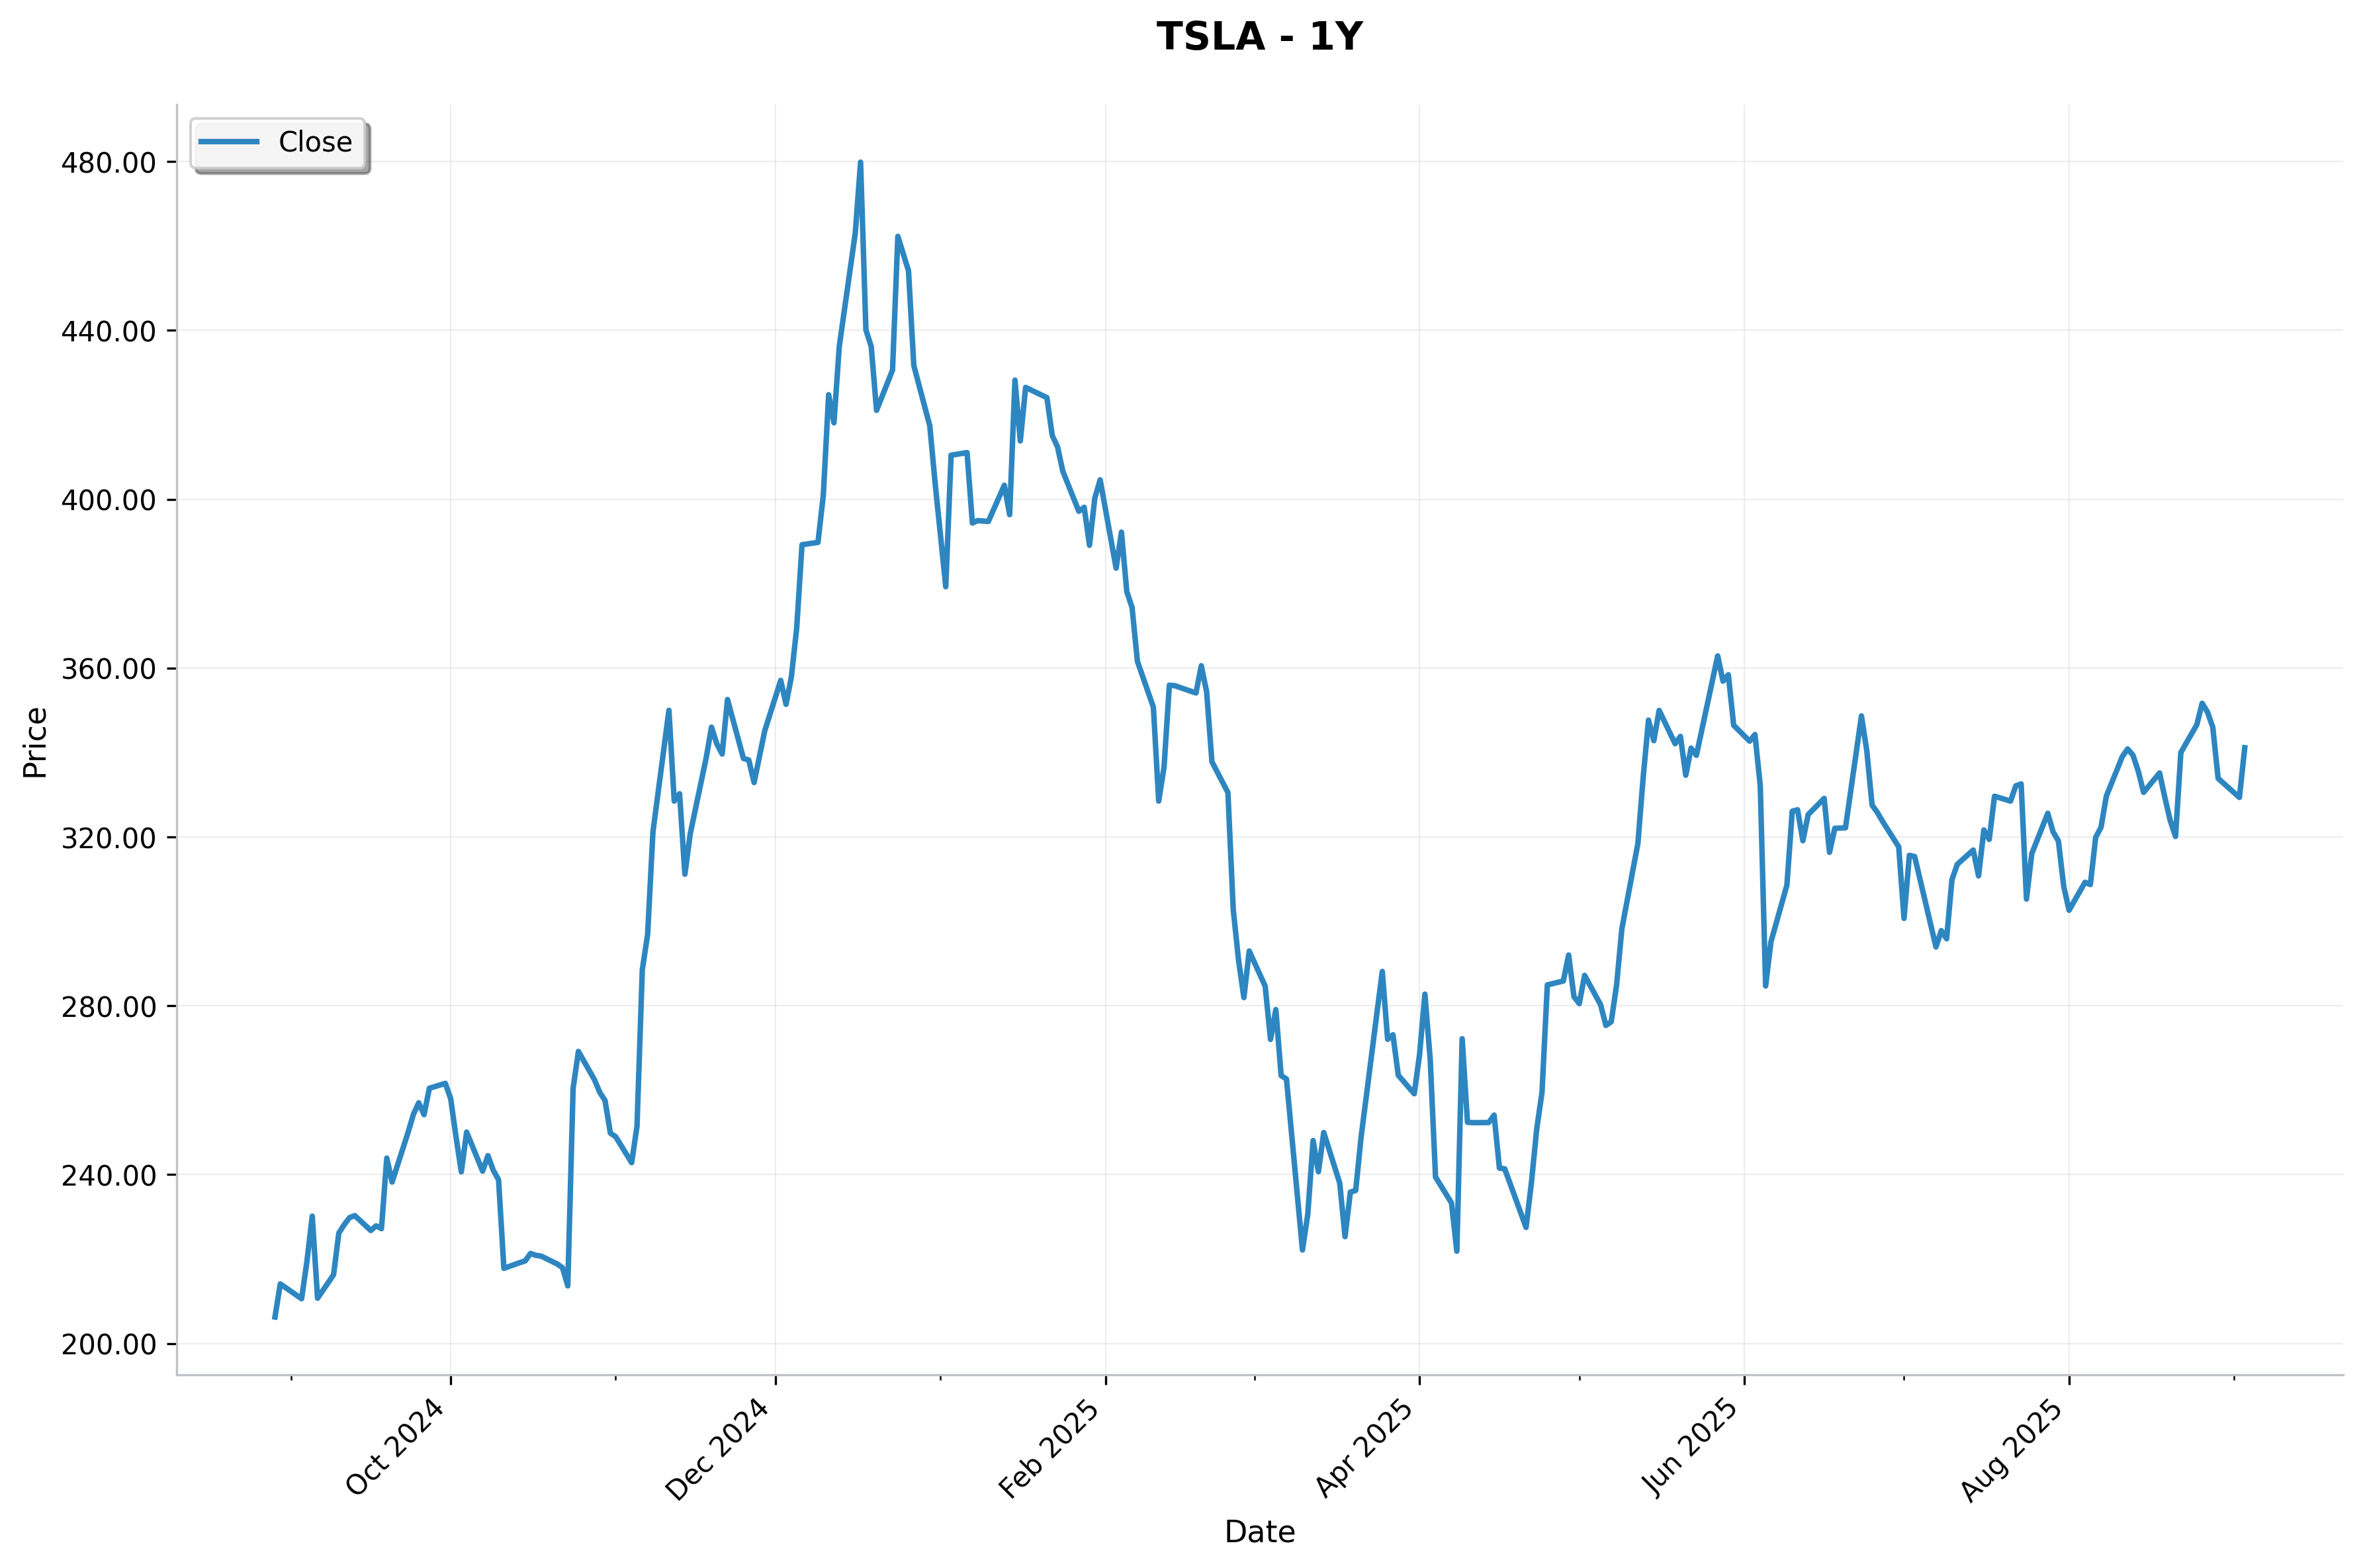 TSLA - 1Y
Close
480.00
440.00
400.00
360.00
320.00
280.00
240.00
200.00
Price
Oct 2024
Dec 2024
Feb 2025
Apr 2025
Jun 2025
Aug 2025
Date